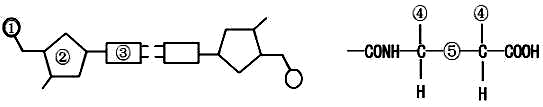 ① ② ③
④ ④
—CONH—C—⑤—C—COOH
H H